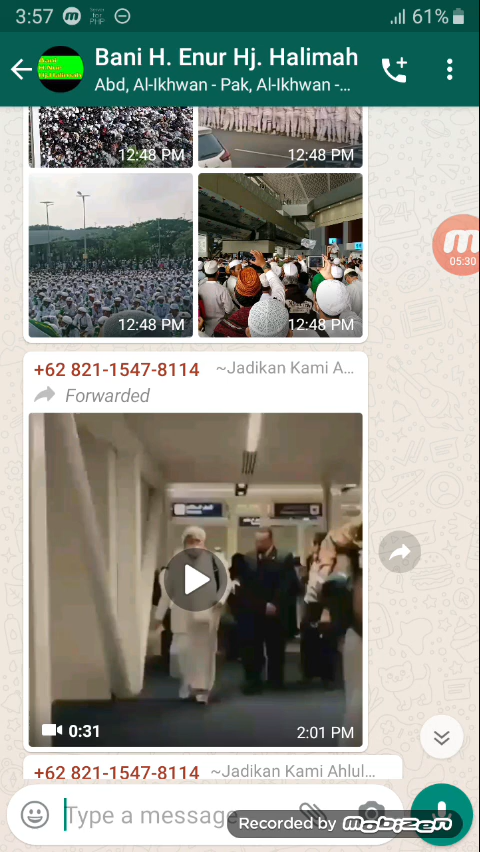 3:57
61%
Bani H. Enur Hj. Halimah
Abd, Al-Ikhwan - Pak, Al-Ikhwan -...
12:48 PM
12:48 PM
12:48 PM
12:48 PM
05:30
+62 821-1547-8114 ~Jadikan Kami A...
Forwarded
0:31
2:01 PM
+62 821-1547-8114 ~Jadikan Kami Ahlul...
Type a message
Recorded by mobizen